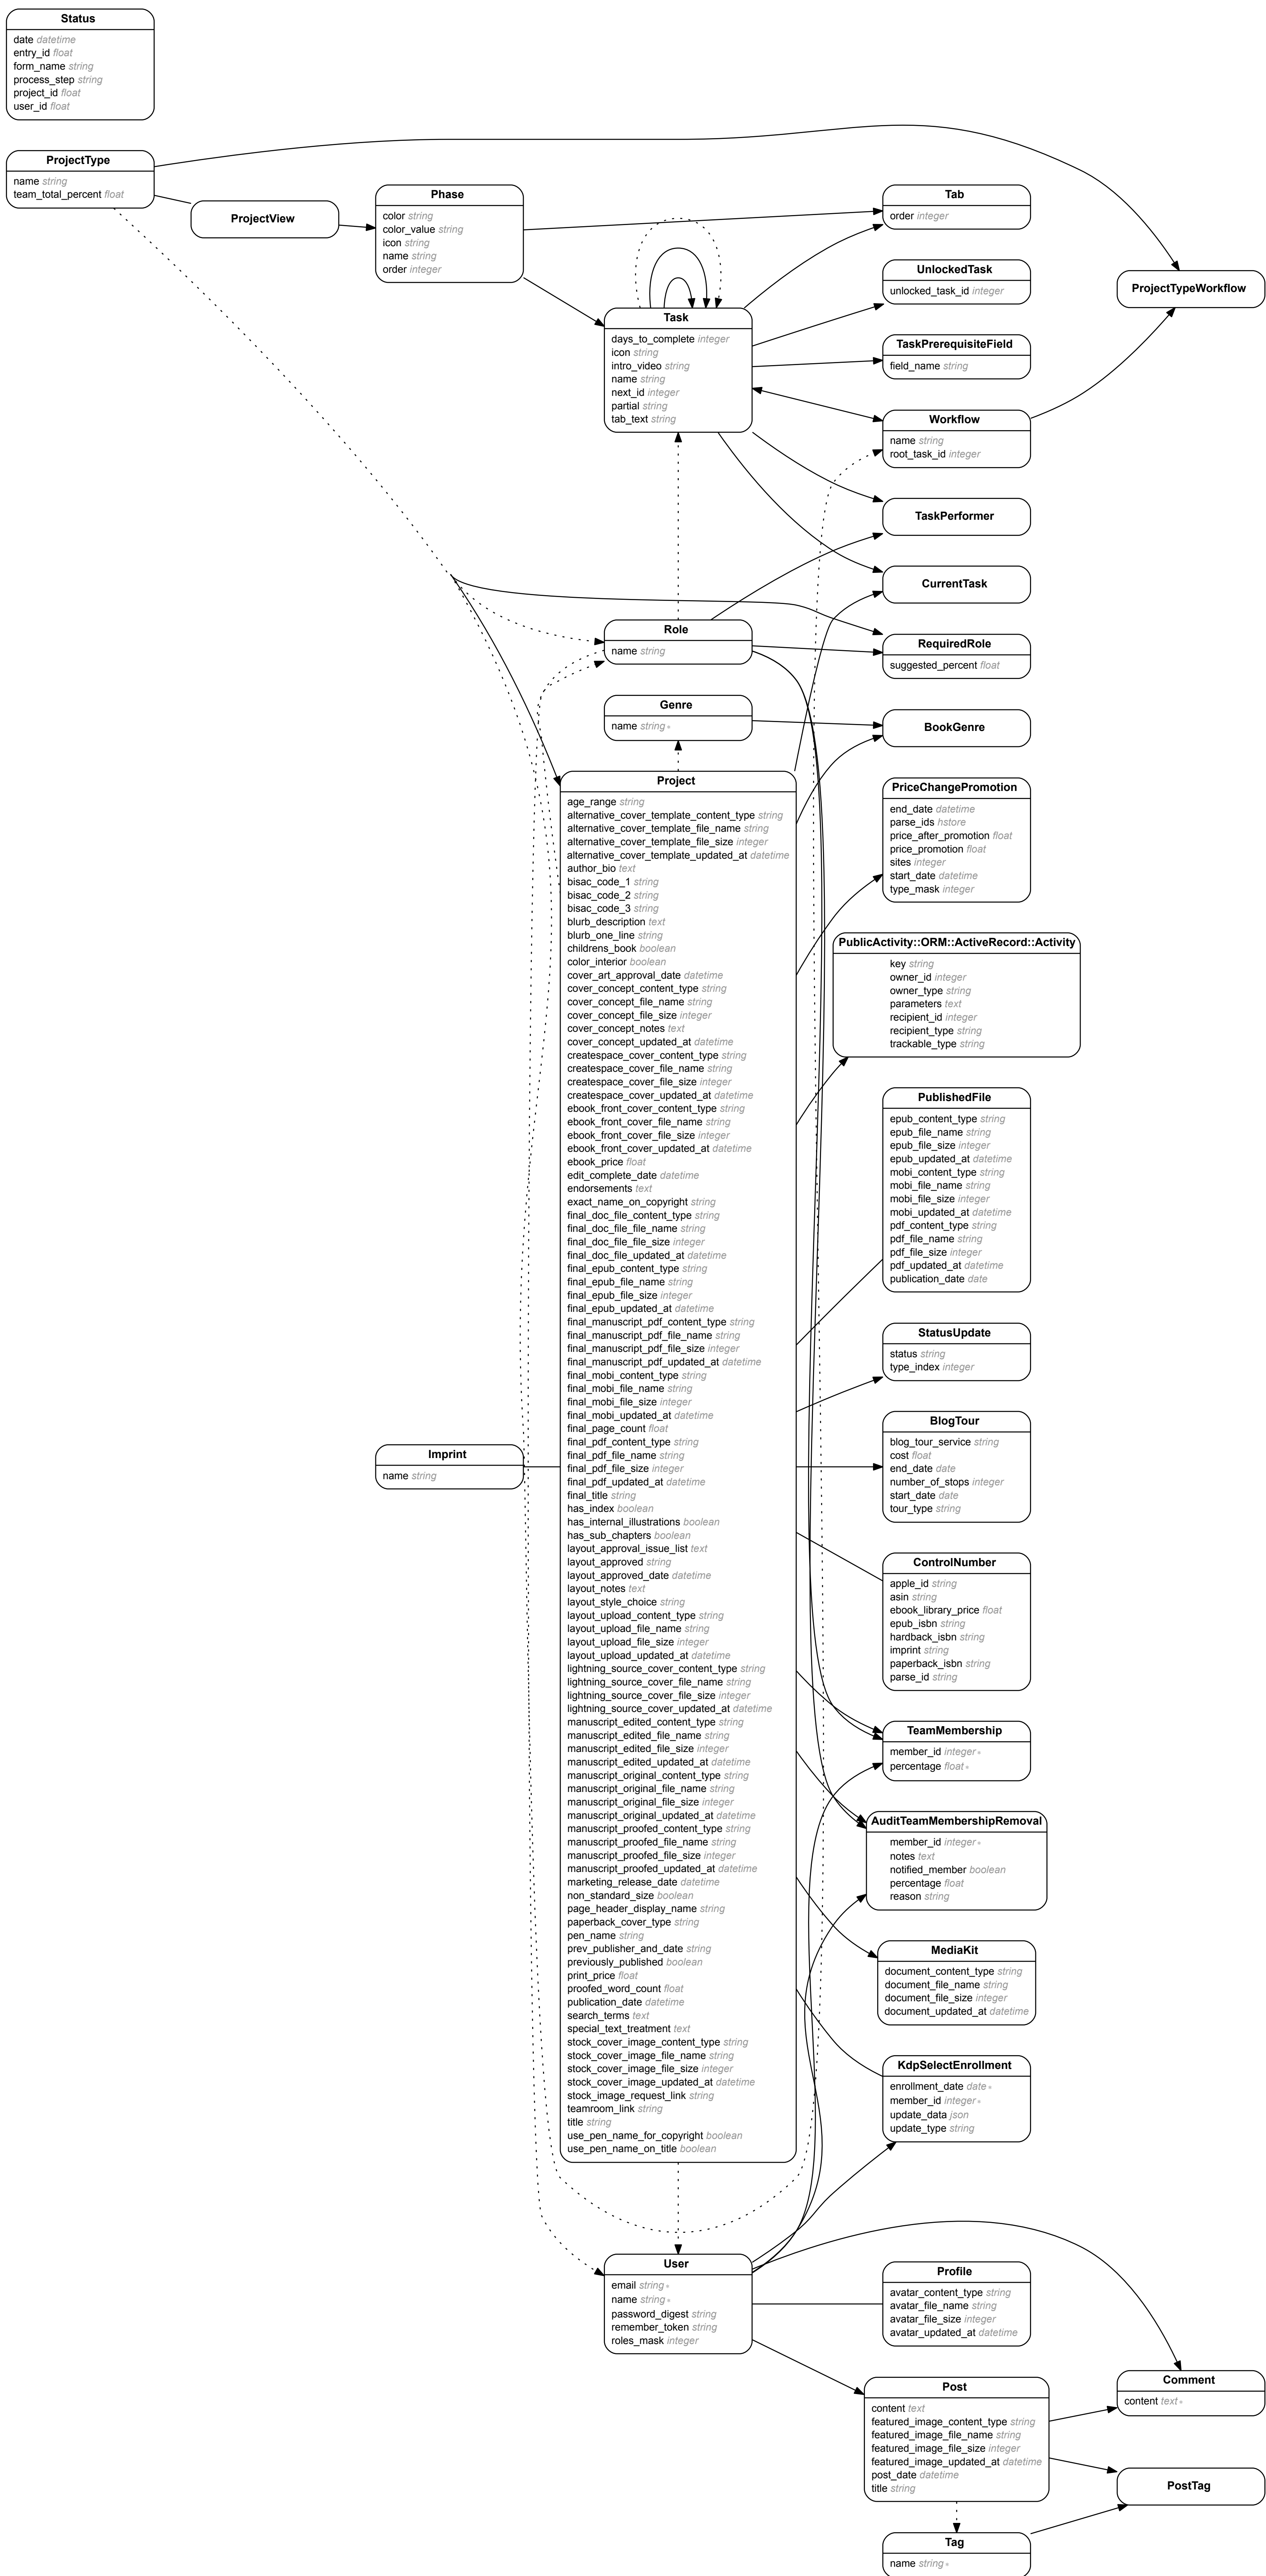 Status
date datetime
entry_id float
form_name string
process_step string
project_id float
user_id float
ProjectType
name string
team_total_percent float
ProjectView
Phase
color string
color_value string
icon string
name string
order integer
Tab
order integer
UnlockedTask
unlocked_task_id integer
ProjectTypeWorkflow
Task
days_to_complete integer
icon string
intro_video string
name string
next_id integer
partial string
tab_text string
TaskPrerequisiteField
field_name string
Workflow
name string
root_task_id integer
TaskPerformer
CurrentTask
Role
name string
RequiredRole
suggested_percent float
Genre
name string *
BookGenre
Project
age_range string
alternative_cover_template_content_type string
alternative_cover_template_file_name string
alternative_cover_template_file_size integer
alternative_cover_template_updated_at datetime
author_bio text
bisac_code_1 string
bisac_code_2 string
bisac_code_3 string
blurb_description text
blurb_one_line string
childrens_book boolean
color_interior boolean
cover_art_approval_date datetime
cover_concept_content_type string
cover_concept_file_name string
cover_concept_file_size integer
cover_concept_notes text
cover_concept_updated_at datetime
createspace_cover_content_type string
createspace_cover_file_name string
createspace_cover_file_size integer
createspace_cover_updated_at datetime
ebook_front_cover_content_type string
ebook_front_cover_file_name string
ebook_front_cover_file_size integer
ebook_front_cover_updated_at datetime
ebook_price float
edit_complete_date datetime
endorsements text
exact_name_on_copyright string
final_doc_file_content_type string
final_doc_file_file_name string
final_doc_file_file_size integer
final_doc_file_updated_at datetime
final_epub_content_type string
final_epub_file_name string
final_epub_file_size integer
final_epub_updated_at datetime
final_manuscript_pdf_content_type string
final_manuscript_pdf_file_name string
final_manuscript_pdf_file_size integer
final_manuscript_pdf_updated_at datetime
final_mobi_content_type string
final_mobi_file_name string
final_mobi_file_size integer
final_mobi_updated_at datetime
final_page_count float
final_pdf_content_type string
final_pdf_file_name string
final_pdf_file_size integer
final_pdf_updated_at datetime
final_title string
has_index boolean
has_internal_illustrations boolean
has_sub_chapters boolean
layout_approval_issue_list text
layout_approved string
layout_approved_date datetime
layout_notes text
layout_style_choice string
layout_upload_content_type string
layout_upload_file_name string
layout_upload_file_size integer
layout_upload_updated_at datetime
lightning_source_cover_content_type string
lightning_source_cover_file_name string
lightning_source_cover_file_size integer
lightning_source_cover_updated_at datetime
manuscript_edited_content_type string
manuscript_edited_file_name string
manuscript_edited_file_size integer
manuscript_edited_updated_at datetime
manuscript_original_content_type string
manuscript_original_file_name string
manuscript_original_file_size integer
manuscript_original_updated_at datetime
manuscript_proofed_content_type string
manuscript_proofed_file_name string
manuscript_proofed_file_size integer
manuscript_proofed_updated_at datetime
marketing_release_date datetime
non_standard_size boolean
page_header_display_name string
paperback_cover_type string
pen_name string
prev_publisher_and_date string
previously_published boolean
print_price float
proofed_word_count float
publication_date datetime
search_terms text
special_text_treatment text
stock_cover_image_content_type string
stock_cover_image_file_name string
stock_cover_image_file_size integer
stock_cover_image_updated_at datetime
stock_image_request_link string
teamroom_link string
title string
use_pen_name_for_copyright boolean
use_pen_name_on_title boolean
Imprint
name string
PriceChangePromotion
end_date datetime
parse_ids hstore
price_after_promotion float
price_promotion float
sites integer
start_date datetime
type_mask integer
PublicActivity::ORM::ActiveRecord::Activity
key string
owner_id integer
owner_type string
parameters text
recipient_id integer
recipient_type string
trackable_type string
PublishedFile
epub_content_type string
epub_file_name string
epub_file_size integer
epub_updated_at datetime
mobi_content_type string
mobi_file_name string
mobi_file_size integer
mobi_updated_at datetime
pdf_content_type string
pdf_file_name string
pdf_file_size integer
pdf_updated_at datetime
publication_date date
StatusUpdate
status string
type_index integer
BlogTour
blog_tour_service string
cost float
end_date date
number_of_stops integer
start_date date
tour_type string
ControlNumber
apple_id string
asin string
ebook_library_price float
epub_isbn string
hardback_isbn string
imprint string
paperback_isbn string
parse_id string
TeamMembership
member_id integer *
percentage float *
AuditTeamMembershipRemoval
member_id integer *
notes text
notified_member boolean
percentage float
reason string
MediaKit
document_content_type string
document_file_name string
document_file_size integer
document_updated_at datetime
KdpSelectEnrollment
enrollment_date date *
member_id integer *
update_data json
update_type string
User
email string *
name string *
password_digest string
remember_token string
roles_mask integer
Profile
avatar_content_type string
avatar_file_name string
avatar_file_size integer
avatar_updated_at datetime
Post
content text
featured_image_content_type string
featured_image_file_name string
featured_image_file_size integer
featured_image_updated_at datetime
post_date datetime
title string
Comment
content text *
PostTag
Tag
name string *